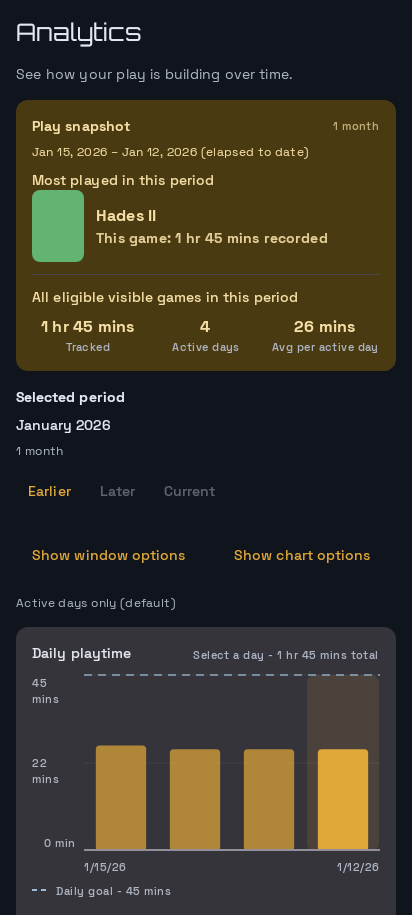 Analytics
See how your play is building over time.
Play snapshot
1 month
Jan 15, 2026 – Jan 12, 2026 (elapsed to date)
Most played in this period
Hades II
This game: 1 hr 45 mins recorded
All eligible visible games in this period
1 hr 45 mins
4
26 mins
Tracked
Active days
Avg per active day
Selected period
January 2026
1 month
Earlier
Later
Current
Show window options
Show chart options
Active days only (default)
Daily playtime
Select a day - 1 hr 45 mins total
45
mins
22
mins
0 min
1/15/26
1/12/26
Daily goal - 45 mins